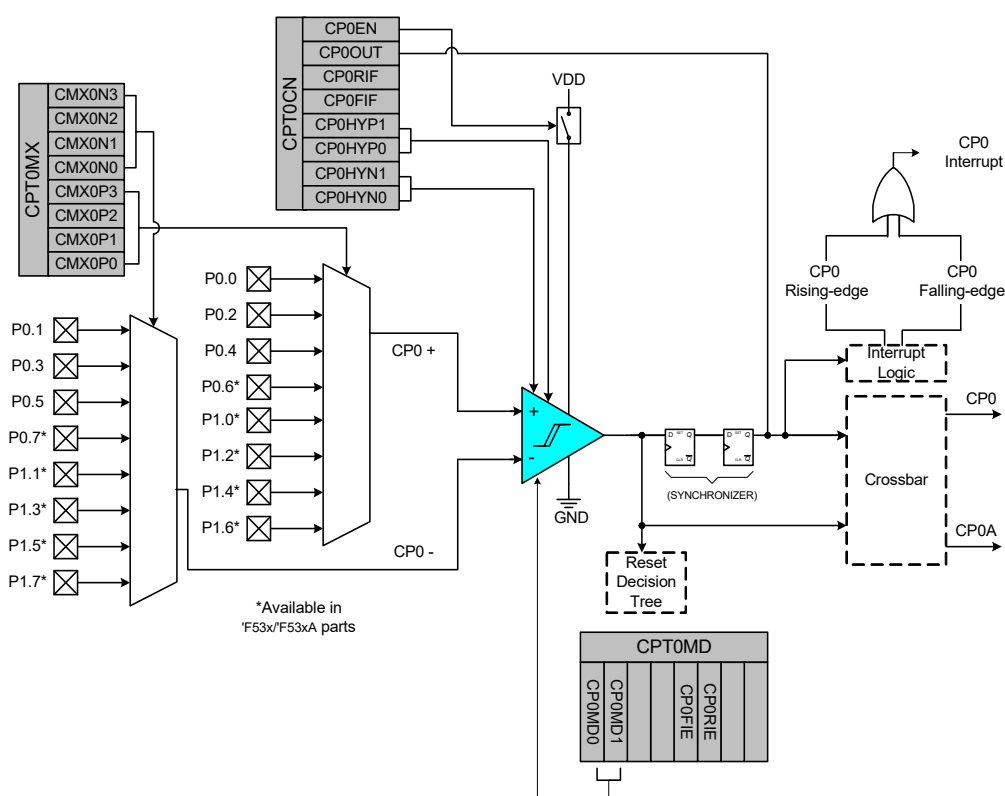 CPT0MX
CMX0N3
CMX0N2
CMX0N1
CMX0N0
CMX0P3
CMX0P2
CMX0P1
CMX0P0
CPT0CN
CP0EN
CP0OUT
CP0RIF
CP0FIF
CP0HYP1
CP0HYP0
CP0HYN1
CP0HYN0
VDD
CP0
Interrupt
CP0
Rising-edge
CP0
Falling-edge
Interrupt
Logic
P0.0
P0.2
P0.4
P0.6*
P1.0*
P1.2*
P1.4*
P1.6*
P0.1
P0.3
P0.5
P0.7*
P1.1*
P1.3*
P1.5*
P1.7*
CP0 +
CP0 -
+
-
GND
D SET Q
CLR Q
D SET Q
CLR Q
(SYNCHRONIZER)
Crossbar
CP0
CP0A
Reset
Decision
Tree
*Available in
'F53x/'F53xA parts
CPT0MD
CP0MD0
CP0MD1
CP0FIE
CP0RIE